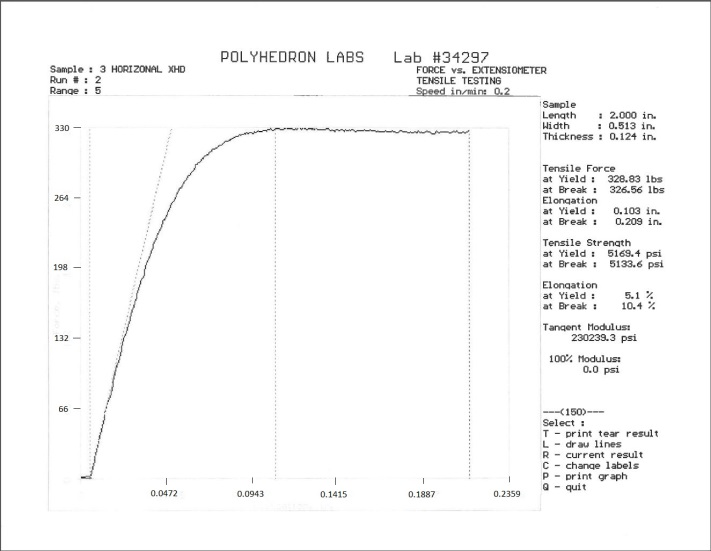 POLYHEDRON LABS Lab #34297
Sample : 3 HORIZONAL XHD
Run # : 2
Range : 5
FORCE vs. EXTENSIOMETER
TENSILE TESTING
Speed in/min: 0.2
330
264
198
132
66
0.0472 0.0943 0.1415 0.1887 0.2359
Sample
Length : 2.000 in.
Width : 0.513 in.
Thickness : 0.124 in.
Tensile Force
at Yield : 328.83 lbs
at Break : 326.56 lbs
Elongation
at Yield : 0.103 in.
at Break : 0.209 in.
Tensile Strength
at Yield : 5169.4 psi
at Break : 5133.6 psi
Elongation
at Yield : 5.1 %
at Break : 10.4 %
Tangent Modulus:
230239.3 psi
100% Modulus:
0.0 psi
---(150)---
Select :
T - print tear result
L - draw lines
R - current result
C - change labels
P - print graph
Q - quit